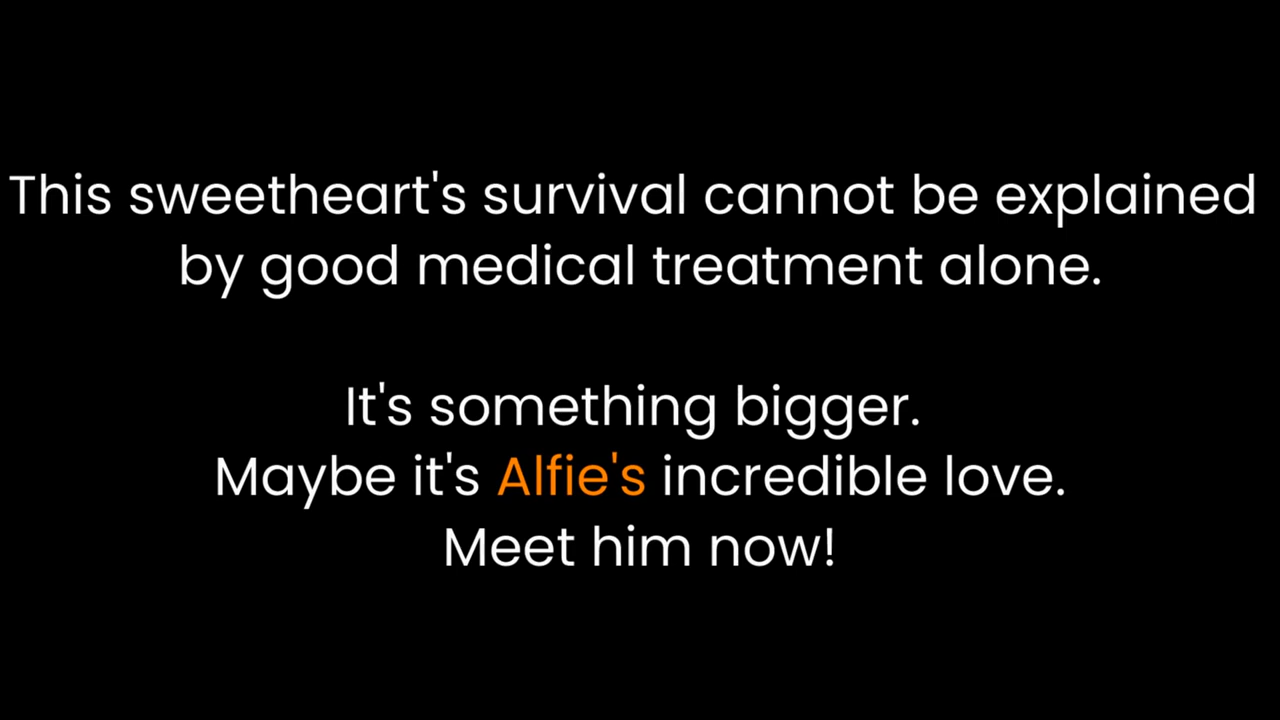 This sweetheart's survival cannot be explained
by good medical treatment alone.
It's something bigger.
Maybe it's Alfie's incredible love.
Meet him now!